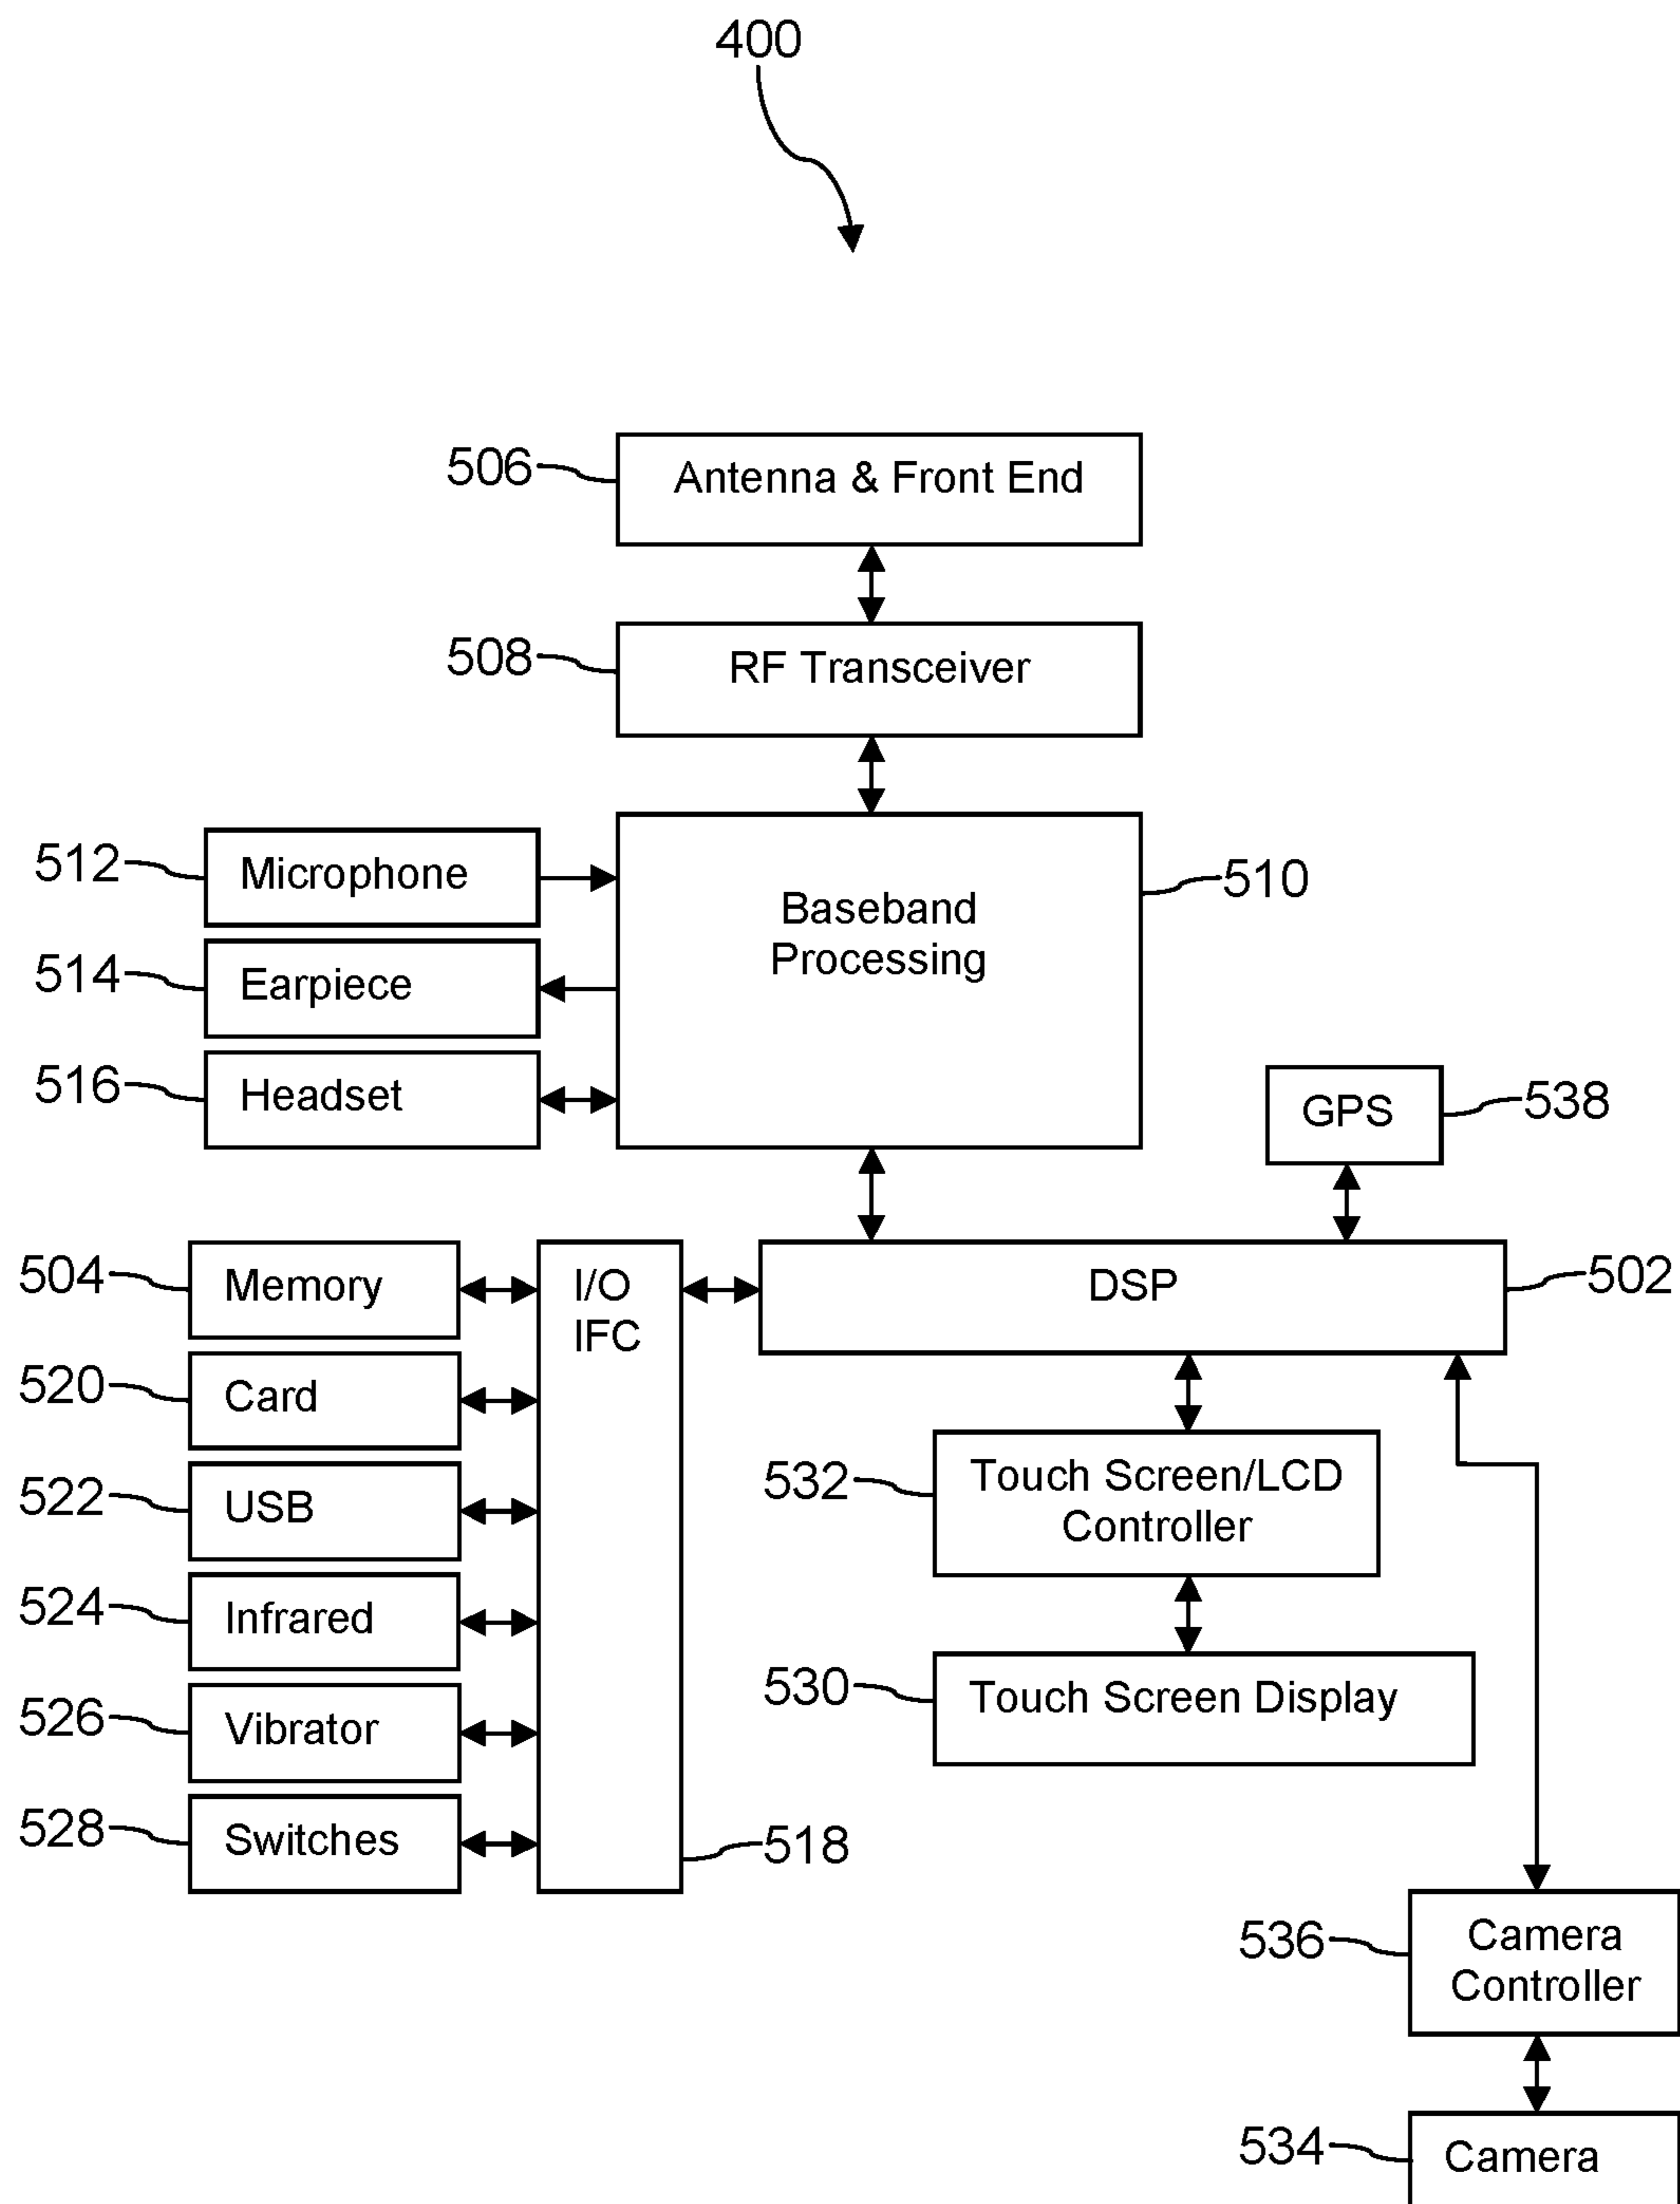 400
506
Antenna & Front End
508
RF Transceiver
512
Microphone
Baseband
Processing
510
514
Earpiece
516
Headset
GPS
538
504
Memory
I/O
IFC
DSP
502
520
Card
522
USB
532
Touch Screen/LCD
Controller
524
Infrared
530
Touch Screen Display
526
Vibrator
528
Switches
518
536
Camera
Controller
534
Camera